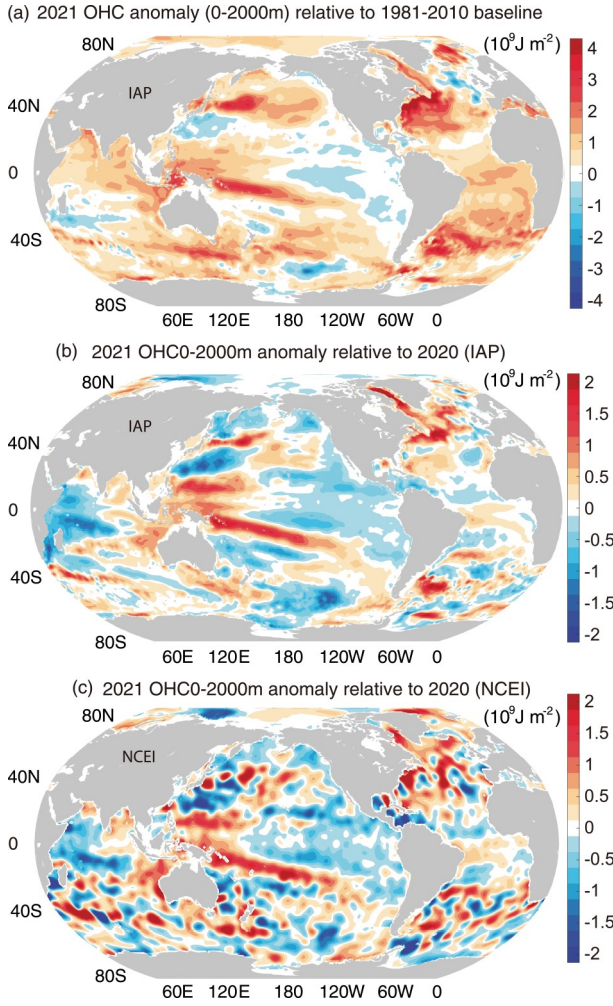 (a) 2021 OHC anomaly (0-2000m) relative to 1981-2010 baseline
80N
(10⁹J m⁻²)
IAP
40N
0
40S
80S
60E 120E 180 120W 60W 0
4
3
2
1
0
-1
-2
-3
-4
(b) 2021 OHC0-2000m anomaly relative to 2020 (IAP)
80N
(10⁹J m⁻²)
IAP
40N
0
40S
80S
60E 120E 180 120W 60W 0
2
1.5
1
0.5
0
-0.5
-1
-1.5
-2
(c) 2021 OHC0-2000m anomaly relative to 2020 (NCEI)
80N
(10⁹J m⁻²)
NCEI
40N
0
40S
80S
60E 120E 180 120W 60W 0
2
1.5
1
0.5
0
-0.5
-1
-1.5
-2